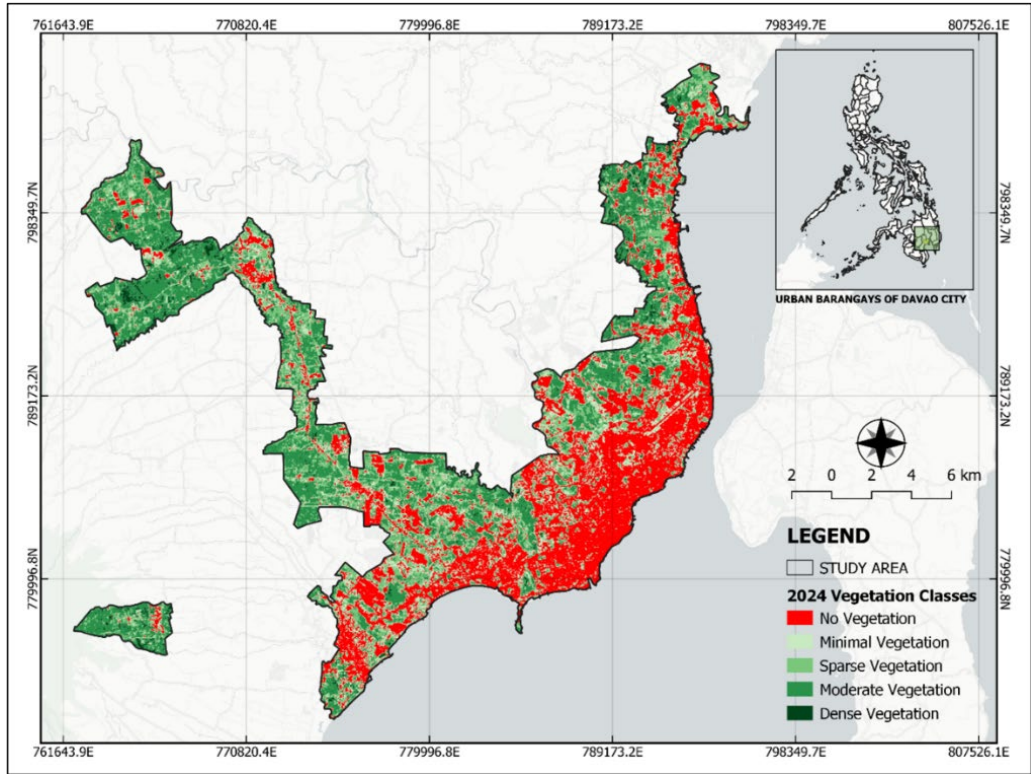 761643.9E 770820.4E 779996.8E 789173.2E 798349.7E 807526.1E
798349.7N
789173.2N
779996.8N
798349.7N
789173.2N
779996.8N
URBAN BARANGAYS OF DAVAO CITY
2 0 2 4 6 km
LEGEND
STUDY AREA
2024 Vegetation Classes
No Vegetation
Minimal Vegetation
Sparse Vegetation
Moderate Vegetation
Dense Vegetation
761643.9E 770820.4E 779996.8E 789173.2E 798349.7E 807526.1E